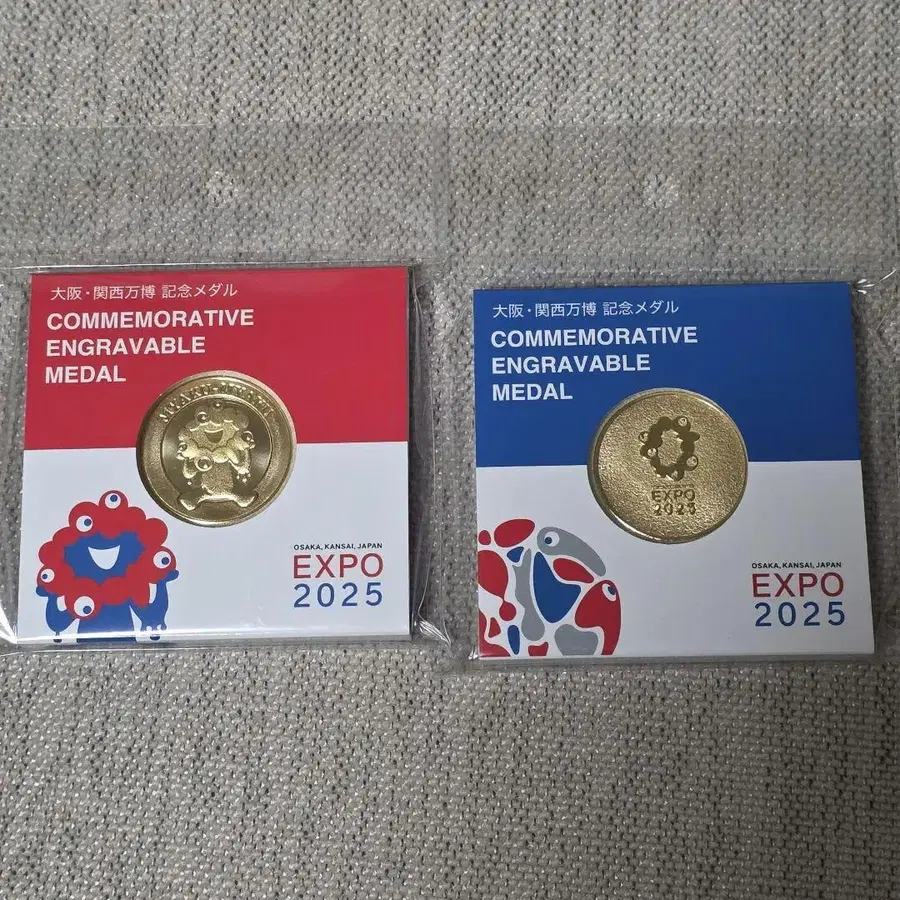 大阪・関西万博 記念メダル
COMMEMORATIVE
ENGRAVABLE
MEDAL
MYAKU-MYAKU
OSAKA, KANSAI, JAPAN
EXPO
2025
大阪・関西万博 記念メダル
COMMEMORATIVE
ENGRAVABLE
MEDAL
EXPO
2025
OSAKA, KANSAI, JAPAN
EXPO
2025